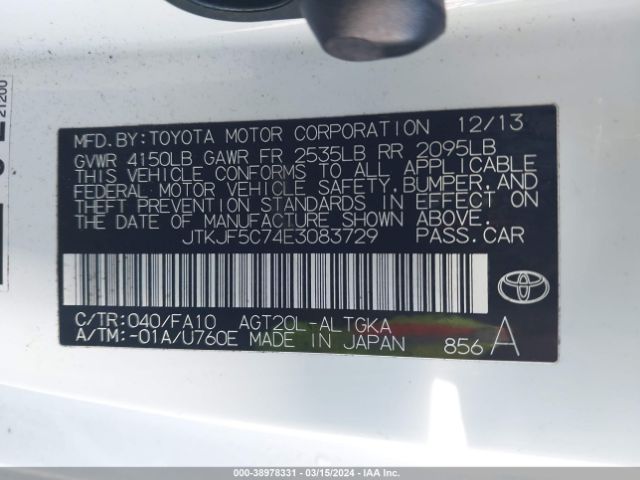 21200
MFD.BY:TOYOTA MOTOR CORPORATION 12/13
GVWR 4150LB GAWR FR 2535LB RR 2095LB
THIS VEHICLE CONFORMS TO ALL APPLICABLE
FEDERAL MOTOR VEHICLE SAFETY,BUMPER,AND
THEFT PREVENTION STANDARDS IN EFFECT ON
THE DATE OF MANUFACTURE SHOWN ABOVE.
JTKJF5C74E3083729 PASS.CAR
C/TR:040/FA10 AGT20L-ALTGKA
A/TM:-01A/U760E MADE IN JAPAN 856 A
000-38978331 - 03/15/2024 - IAA Inc.